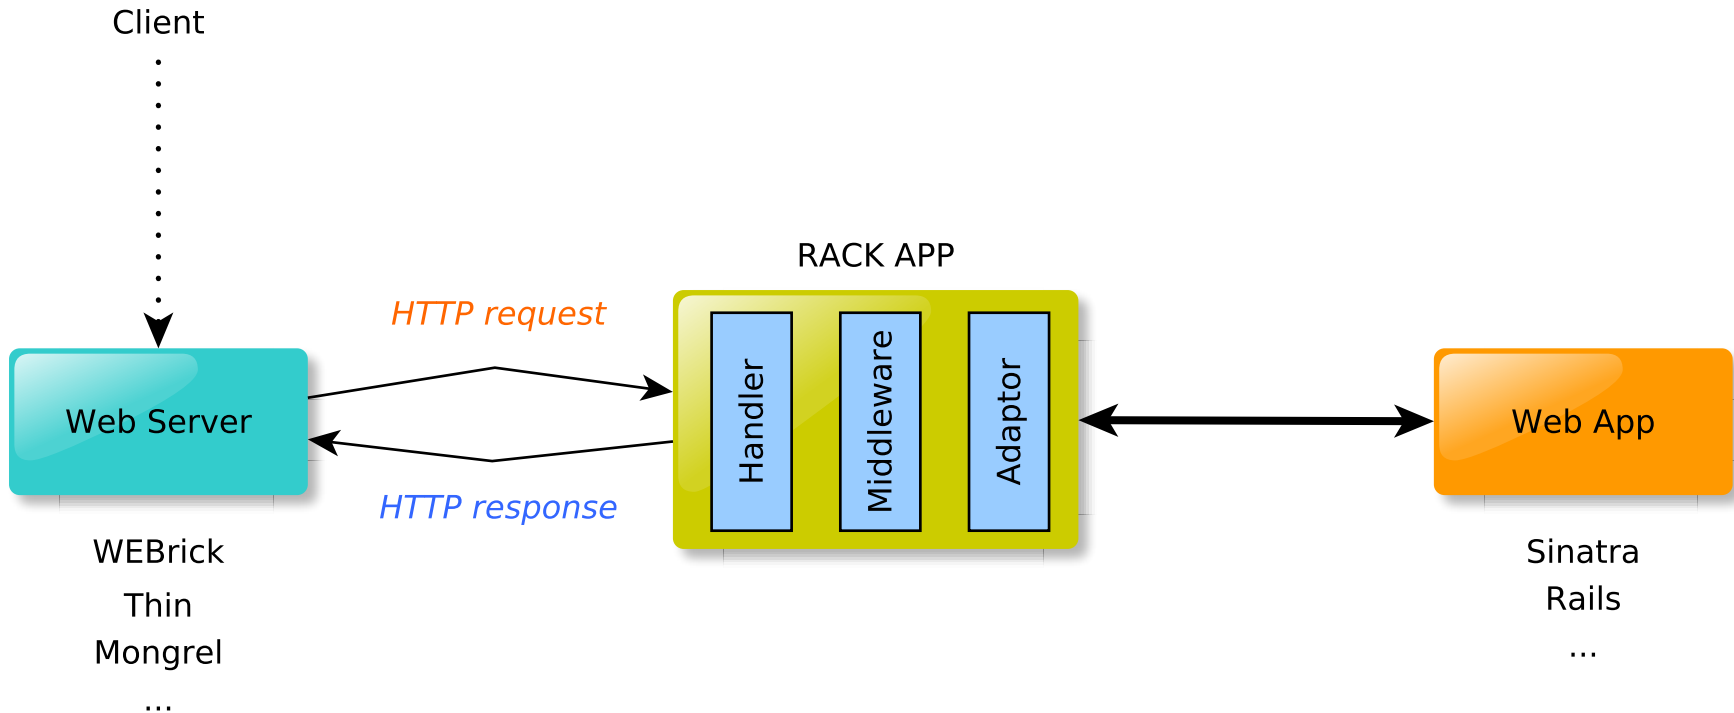 Client
RACK APP
HTTP request
Web Server
Handler
Middleware
Adaptor
Web App
HTTP response
WEBrick
Thin
Mongrel
...
Sinatra
Rails
...